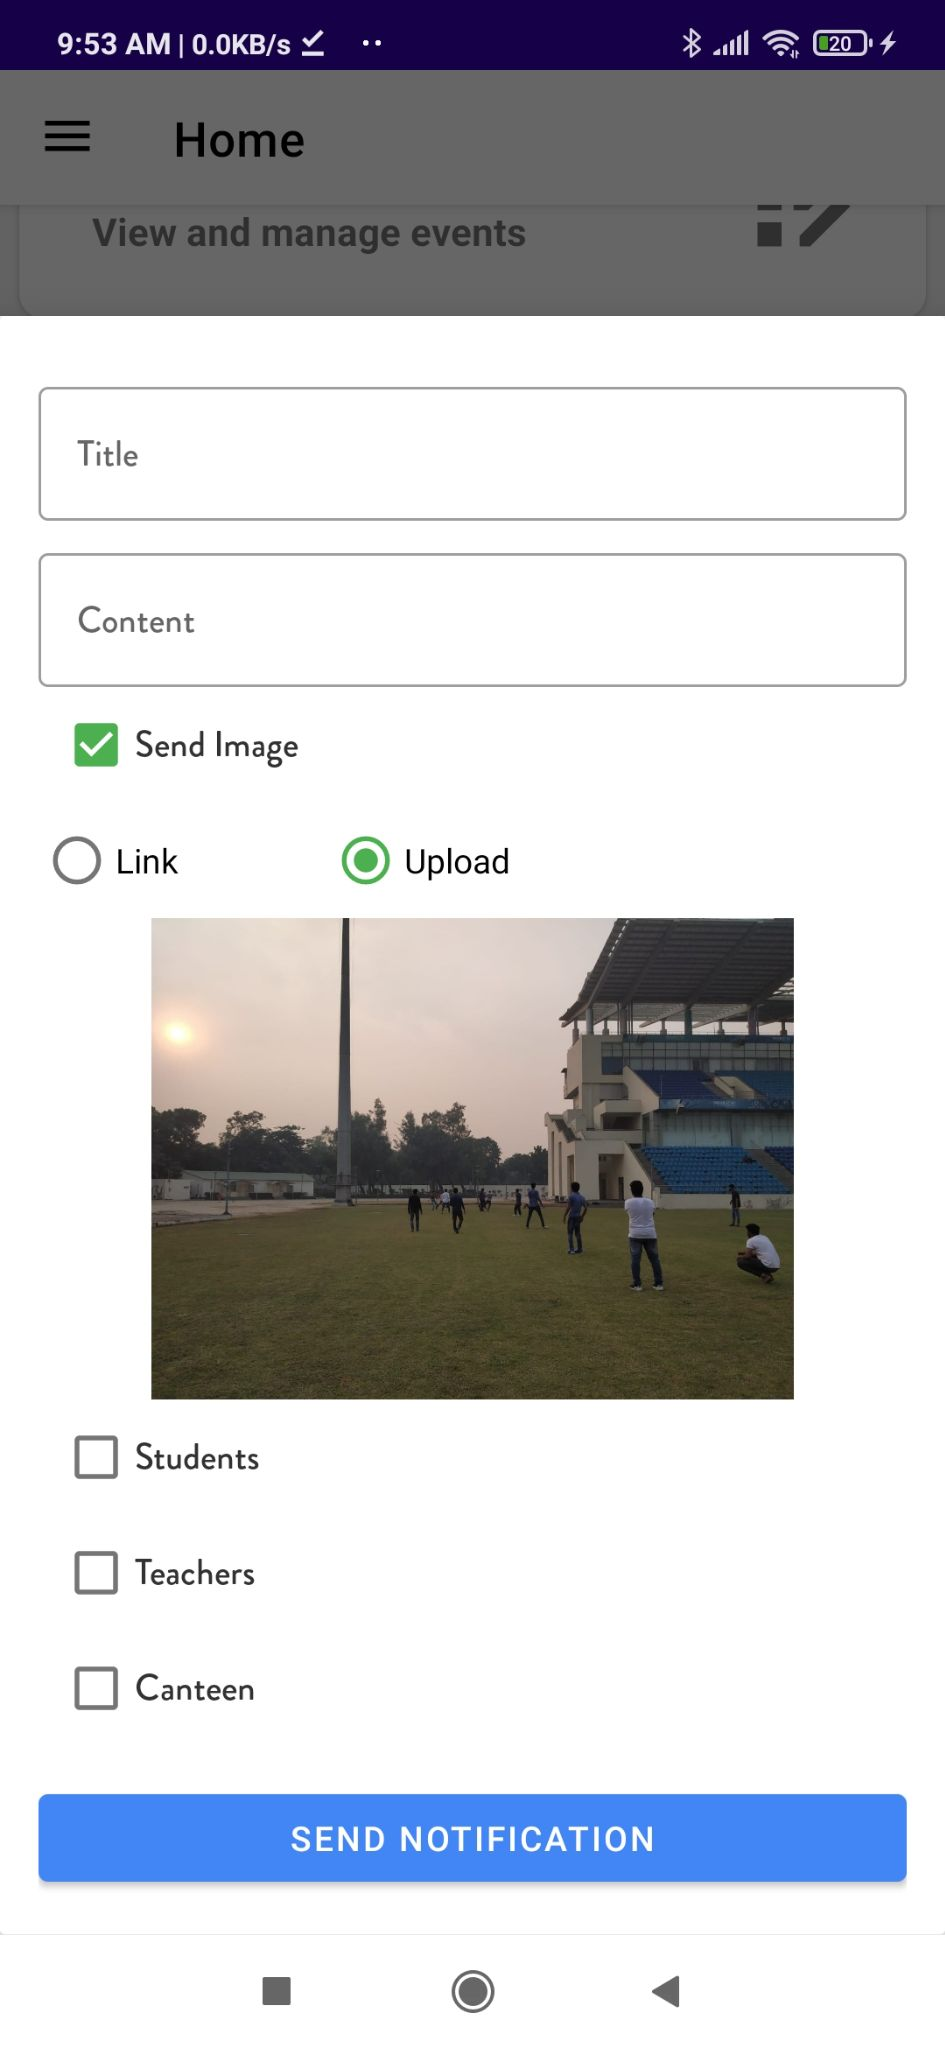 9:53 AM | 0.0KB/s
20
Home
View and manage events
Title
Content
Send Image
Link
Upload
Students
Teachers
Canteen
SEND NOTIFICATION